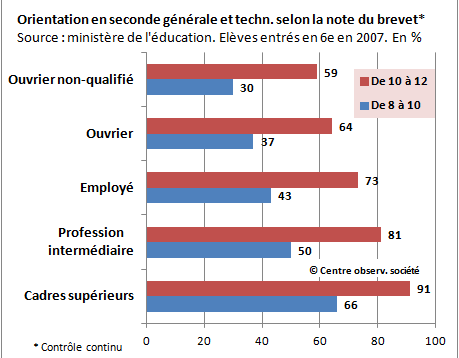 Orientation en seconde générale et techn. selon la note du brevet*
Source : ministère de l'éducation. Elèves entrés en 6e en 2007. En %
Ouvrier non-qualifié
59
30
De 10 à 12
De 8 à 10
Ouvrier
64
37
Employé
73
43
Profession
intermédiaire
81
50
© Centre observ. société
Cadres supérieurs
91
66
0 20 40 60 80 100
* Contrôle continu